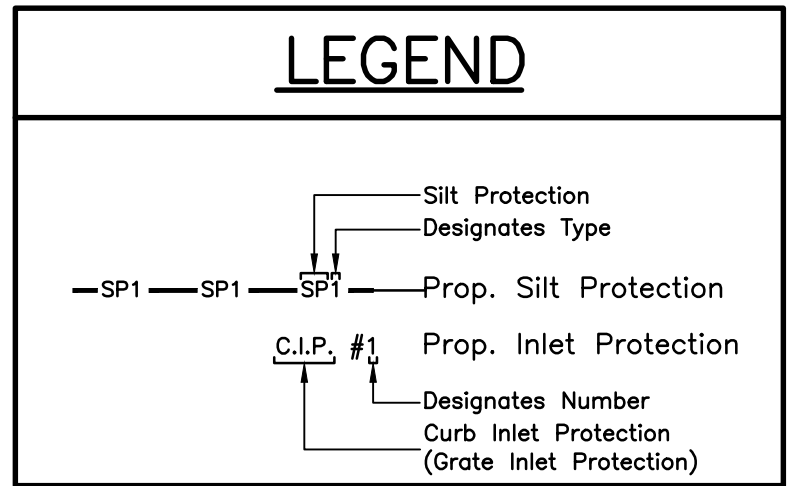 LEGEND
Silt Protection
Designates Type
SP1 SP1 SP1 Prop. Silt Protection
C.I.P. #1 Prop. Inlet Protection
Designates Number
Curb Inlet Protection
(Grate Inlet Protection)